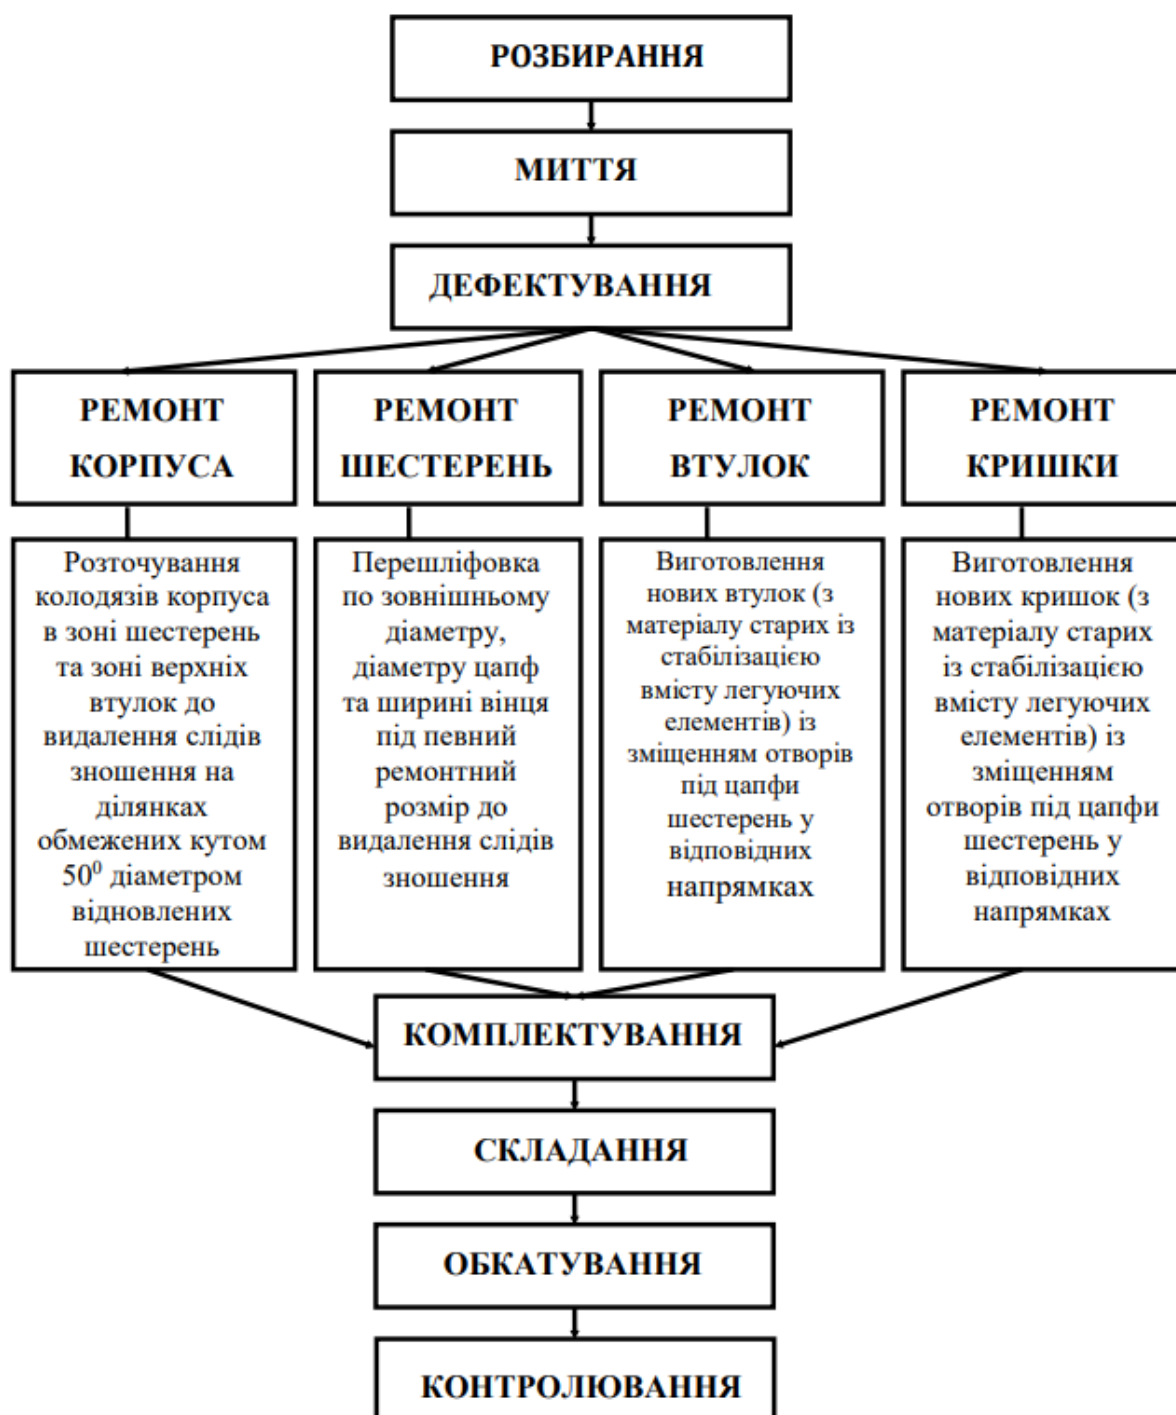 РОЗБИРАННЯ
МИТТЯ
ДЕФЕКТУВАННЯ
РЕМОНТ
КОРПУСА
РЕМОНТ
ШЕСТЕРЕНЬ
РЕМОНТ
ВТУЛОК
РЕМОНТ
КРИШКИ
Розточування
колодязів корпуса
в зоні шестерень
та зоні верхніх
втулок до
видалення слідів
зношення на
ділянках
обмежених кутом
50⁰ діаметром
відновлених
шестерень
Перешліфовка
по зовнішньому
діаметру,
діаметру цапф
та ширині вінця
під певний
ремонтний
розмір до
видалення слідів
зношення
Виготовлення
нових втулок (з
матеріалу старих із
стабілізацією
вмісту легуючих
елементів) із
зміщенням отворів
під цапфи
шестерень у
відповідних
напрямках
Виготовлення
нових кришок (з
матеріалу старих
із стабілізацією
вмісту легуючих
елементів) із
зміщенням
отворів під цапфи
шестерень у
відповідних
напрямках
КОМПЛЕКТУВАННЯ
СКЛАДАННЯ
ОБКАТУВАННЯ
КОНТРОЛЮВАННЯ